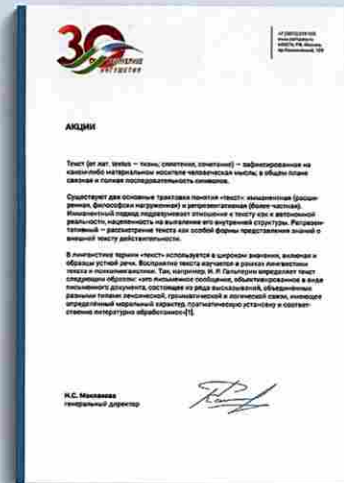 30
ИНГУШЕТИЯ
АКЦИИ
Текст (от лат. textus — ткань; сплетение, сочетание) — зафиксированная на
каком-либо материальном носителе человеческая мысль; в общем плане
связная и полная последовательность символов.
Существуют две основные трактовки понятия «текст»: имманентная (расши-
ренная, философски нагруженная) и репрезентативная (более частная).
Имманентный подход подразумевает отношение к тексту как к автономной
реальности, нацеленность на выявление его внутренней структуры. Репрезен-
тативный — рассмотрение текста как особой формы представления знаний о
внешней тексту действительности.
В лингвистике термин «текст» используется в широком значении, включая и
образцы устной речи. Восприятие текста изучается в рамках лингвистики
текста и психолингвистики. Так, например, И. Р. Гальперин определяет текст
следующим образом: «это письменное сообщение, объективированное в виде
письменного документа, состоящее из ряда высказываний, объединённых
разными типами лексической, грамматической и логической связи, имеющее
определённый моральный характер, прагматическую установку и соответ-
ственно литературно обработанное»[1].
Н.С. Маклакова
генеральный директор